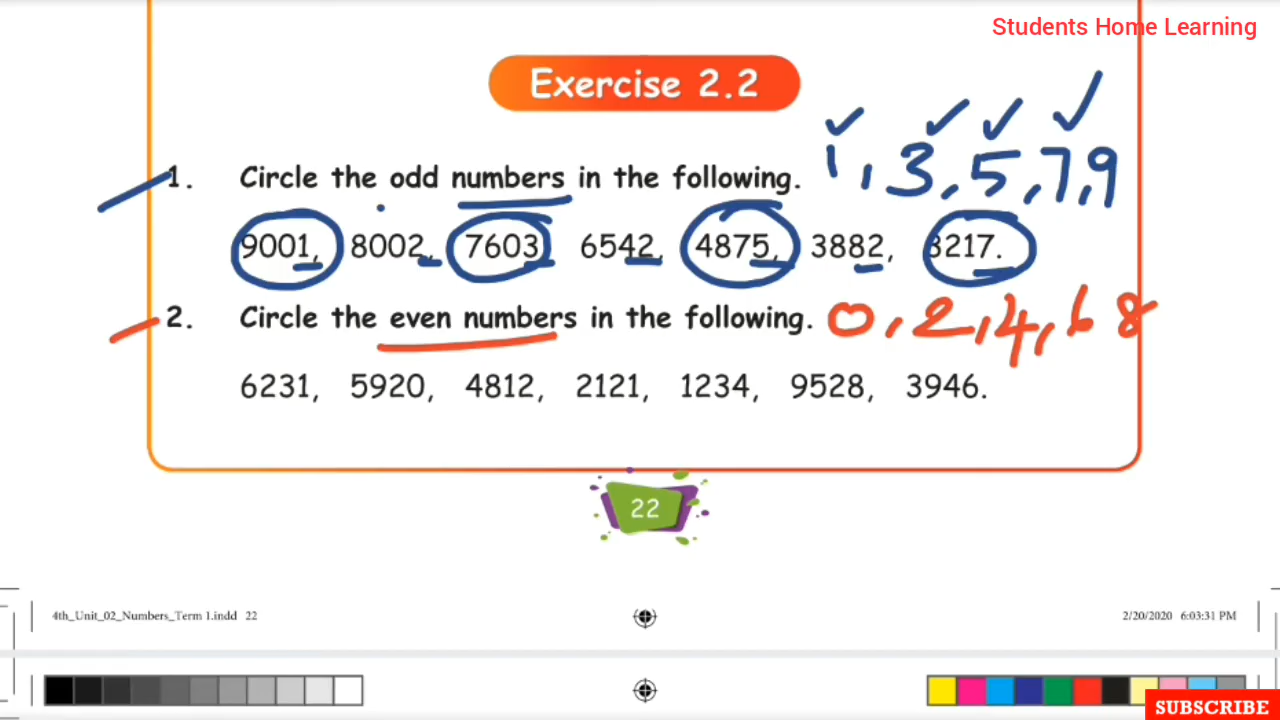 Students Home Learning
Exercise 2.2
1, 3, 5, 7, 9
1. Circle the odd numbers in the following.
9001, 8002, 7603, 6542, 4875, 3882, 3217.
2. Circle the even numbers in the following. 0, 2, 4, 6 8
6231, 5920, 4812, 2121, 1234, 9528, 3946.
22
4th_Unit_02_Numbers_Term 1.indd 22 2/20/2020 6:03:31 PM
SUBSCRIBE